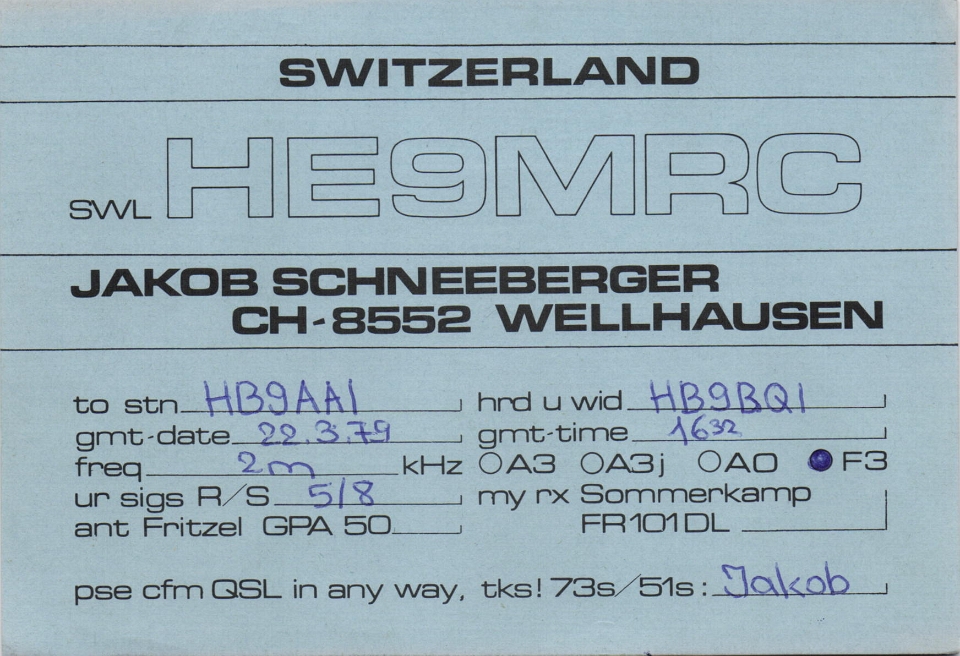 SWITZERLAND
SWL HE9MRC
JAKOB SCHNEEBERGER
CH-8552 WELLHAUSEN
to stn HB9AAI hrd u wid HB9BQI
gmt-date 22.3.79 gmt-time 16³²
freq 2m kHz ○A3 ○A3j ○A0 ●F3
ur sigs R/S 5/8 my rx Sommerkamp
ant Fritzel GPA 50 FR101DL
pse cfm QSL in any way, tks! 73s/51s: Jakob